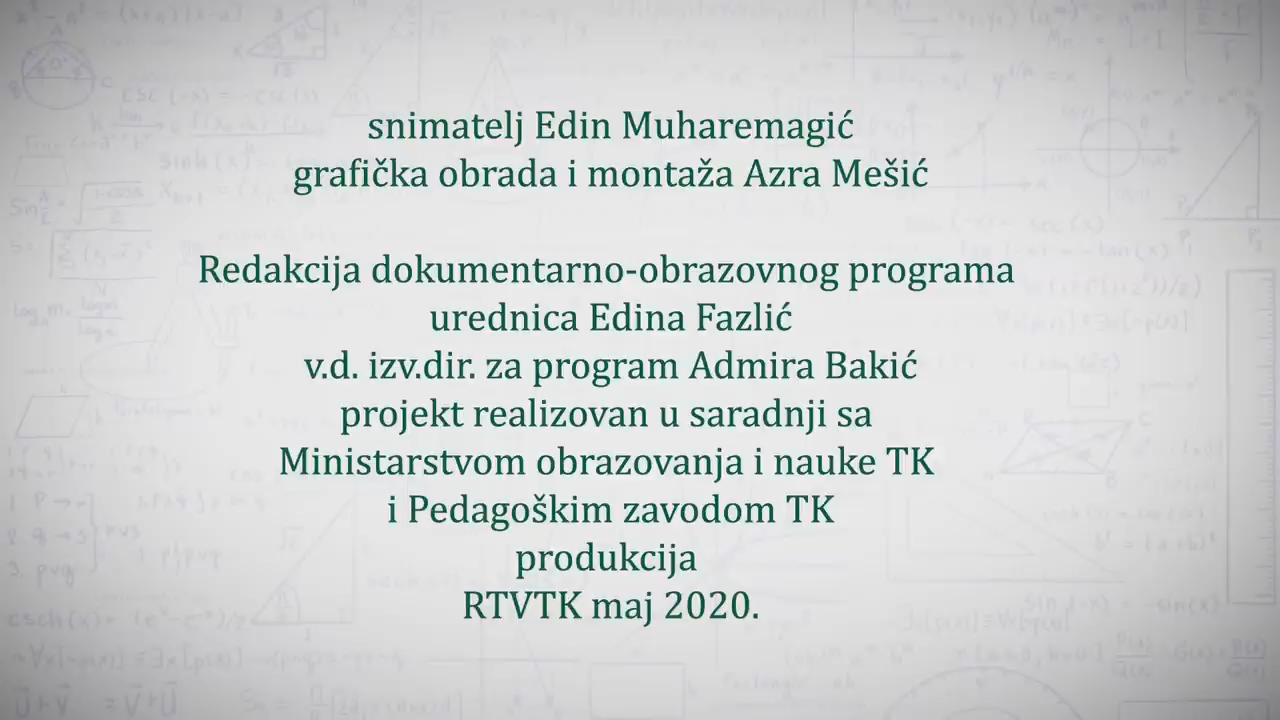 snimatelj Edin Muharemagić
grafička obrada i montaža Azra Mešić
Redakcija dokumentarno-obrazovnog programa
urednica Edina Fazlić
v.d. izv.dir. za program Admira Bakić
projekt realizovan u saradnji sa
Ministarstvom obrazovanja i nauke TK
i Pedagoškim zavodom TK
produkcija
RTVTK maj 2020.